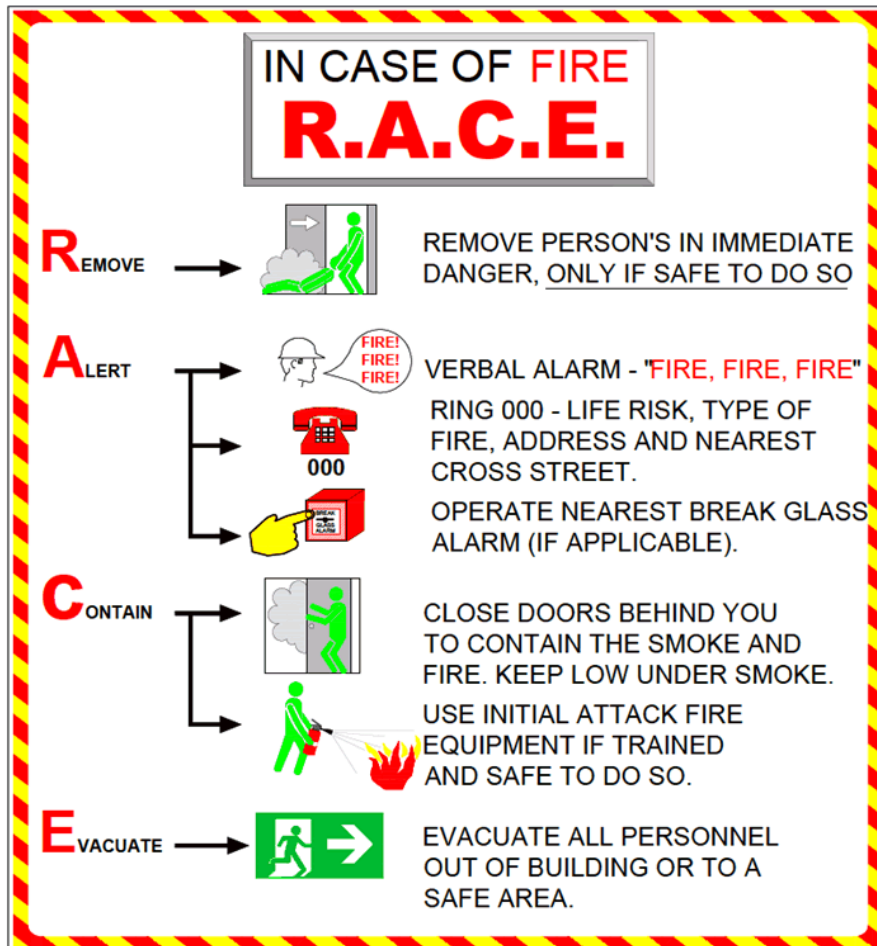 IN CASE OF FIRE
R.A.C.E.
REMOVE
REMOVE PERSON'S IN IMMEDIATE
DANGER, ONLY IF SAFE TO DO SO
ALERT
FIRE!
FIRE!
FIRE!
VERBAL ALARM - "FIRE, FIRE, FIRE"
000
RING 000 - LIFE RISK, TYPE OF
FIRE, ADDRESS AND NEAREST
CROSS STREET.
BREAK
GLASS
ALARM
OPERATE NEAREST BREAK GLASS
ALARM (IF APPLICABLE).
CONTAIN
CLOSE DOORS BEHIND YOU
TO CONTAIN THE SMOKE AND
FIRE. KEEP LOW UNDER SMOKE.
USE INITIAL ATTACK FIRE
EQUIPMENT IF TRAINED
AND SAFE TO DO SO.
EVACUATE
EVACUATE ALL PERSONNEL
OUT OF BUILDING OR TO A
SAFE AREA.